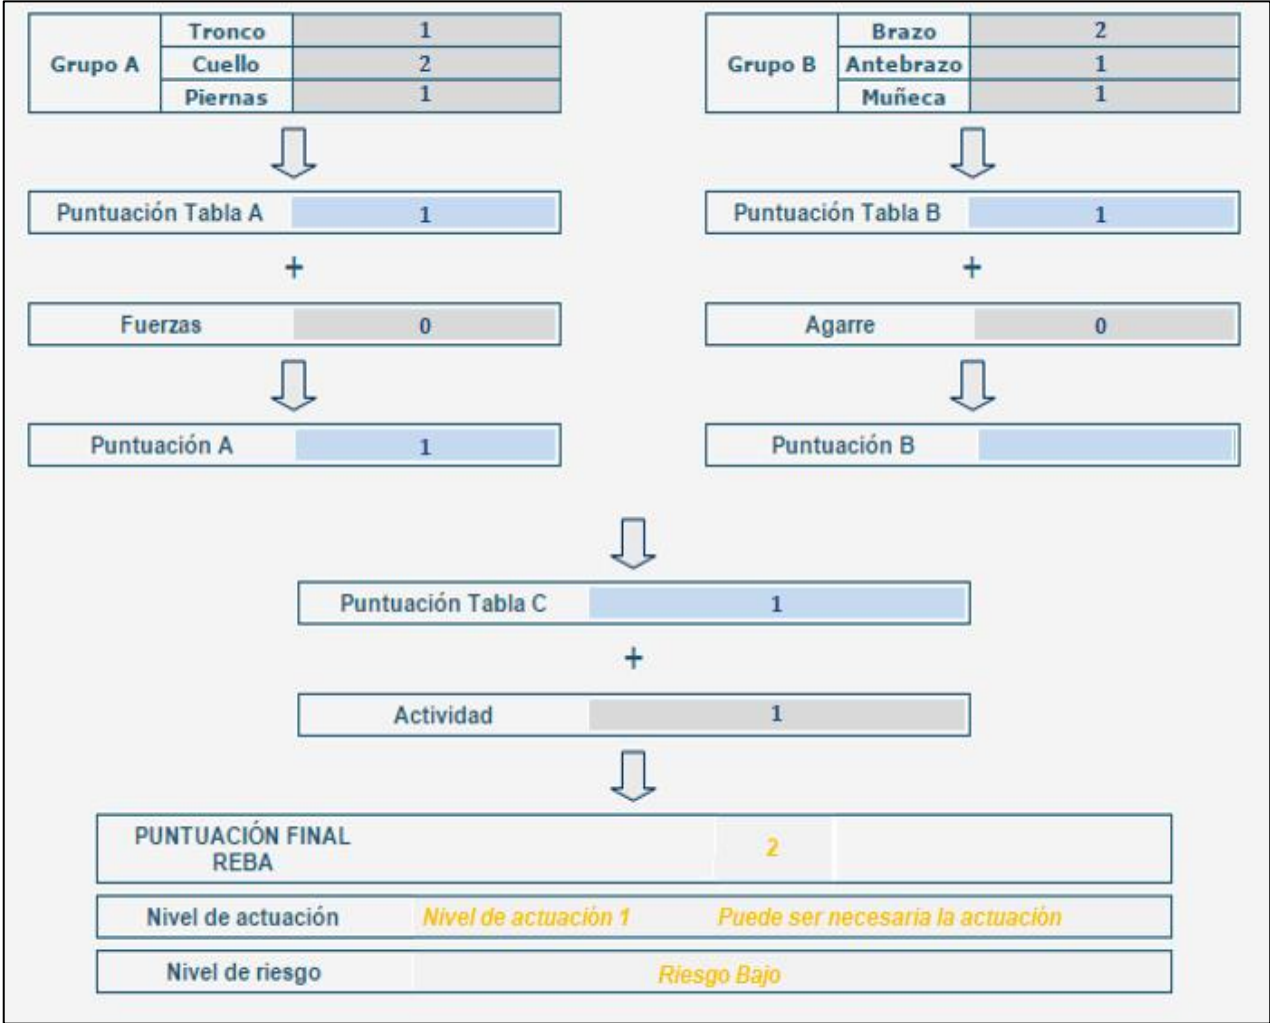 Grupo A
Tronco 1
Cuello 2
Piernas 1
Grupo B
Brazo 2
Antebrazo 1
Muñeca 1
Puntuación Tabla A 1
Puntuación Tabla B 1
+
+
Fuerzas 0
Agarre 0
Puntuación A 1
Puntuación B
Puntuación Tabla C 1
+
Actividad 1
PUNTUACIÓN FINAL
REBA
2
Nivel de actuación Nivel de actuación 1 Puede ser necesaria la actuación
Nivel de riesgo Riesgo Bajo